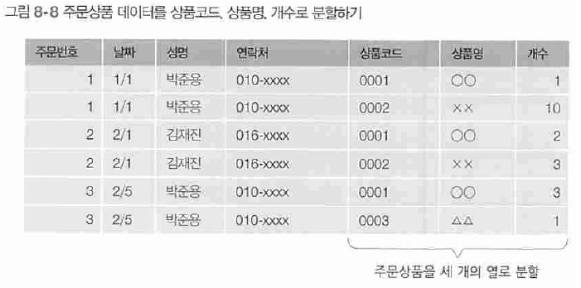 그림 8-8 주문상품 데이터를 상품코드, 상품명, 개수로 분할하기
주문번호 날짜 성명 연락처 상품코드 상품명 개수
1 1/1 박준용 010-xxxx 0001 ○○ 1
1 1/1 박준용 010-xxxx 0002 ×× 10
2 2/1 김재진 016-xxxx 0001 ○○ 2
2 2/1 김재진 016-xxxx 0002 ×× 3
3 2/5 박준용 010-xxxx 0001 ○○ 3
3 2/5 박준용 010-xxxx 0003 △△ 1
주문상품을 세 개의 열로 분할